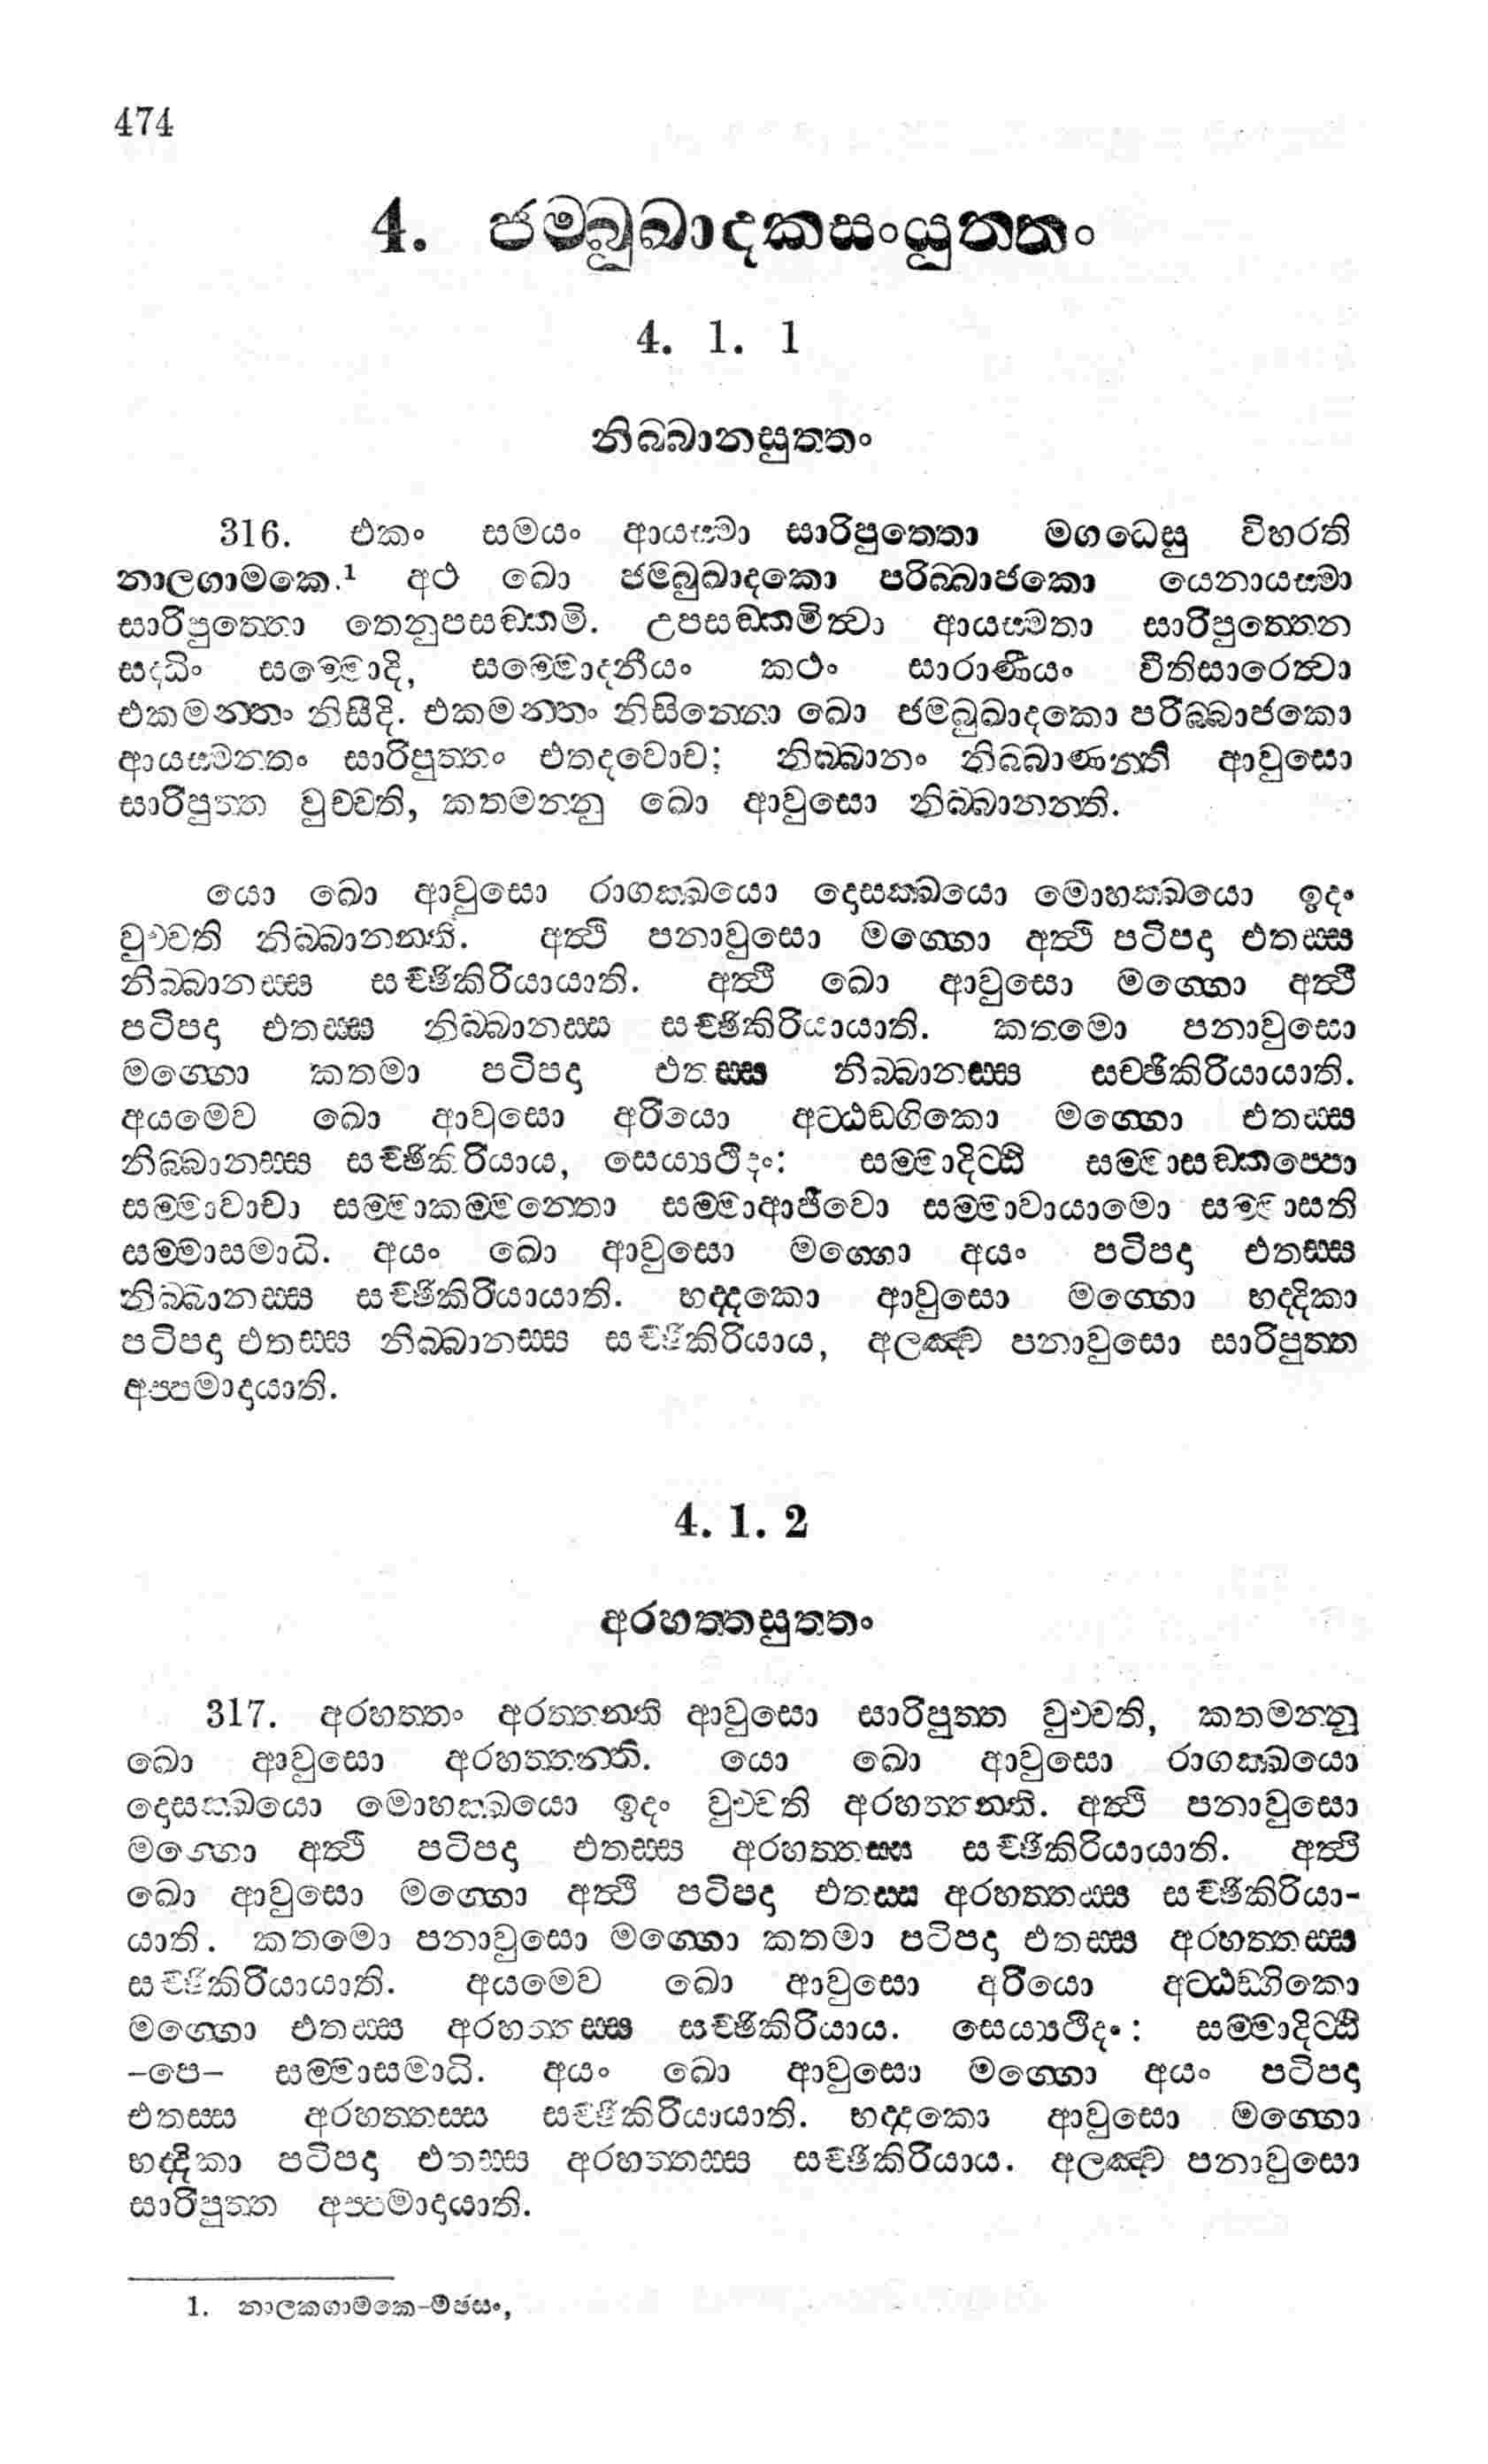 474
4. ජම්බුඛාදකසංයුත්තං
4. 1. 1
නිබ්බානසුත්තං
316. එකං සමයං ආයස්මා සාරිපුත්තො මගධෙසු විහරති
නාලගාමකෙ.¹ අථ ඛො ජම්බුඛාදකො පරිබ්බාජකො යෙනායස්මා
සාරිපුත්තො තෙනුපසඞ්කමි. උපසඞ්කමිත්වා ආයස්මතා සාරිපුත්තෙන
සද්ධිං සම්මොදි, සම්මොදනීයං කථං සාරාණීයං වීතිසාරෙත්වා
එකමන්තං නිසීදි. එකමන්තං නිසින්නො ඛො ජම්බුඛාදකො පරිබ්බාජකො
ආයස්මන්තං සාරිපුත්තං එතදවොච: නිබ්බානං නිබ්බාණන්ති ආවුසො
සාරිපුත්ත වුච්චති, කතමන්නු ඛො ආවුසො නිබ්බානන්ති.
යො ඛො ආවුසො රාගක්ඛයො දොසක්ඛයො මොහක්ඛයො ඉදං
වුච්චති නිබ්බානන්ති. අත්ථි පනාවුසො මග්ගො අත්ථි පටිපදා එතස්ස
නිබ්බානස්ස සච්ඡිකිරියායාති. අත්ථි ඛො ආවුසො මග්ගො අත්ථි
පටිපදා එතස්ස නිබ්බානස්ස සච්ඡිකිරියායාති. කතමො පනාවුසො
මග්ගො කතමා පටිපදා එතස්ස නිබ්බානස්ස සච්ඡිකිරියායාති.
අයමෙව ඛො ආවුසො අරියො අට්ඨඞ්ගිකො මග්ගො එතස්ස
නිබ්බානස්ස සච්ඡිකිරියාය, සෙය්‍යථිදං: සම්මාදිට්ඨි සම්මාසඞ්කප්පො
සම්මාවාචා සම්මාකම්මන්තො සම්මාආජීවො සම්මාවායාමො සම්මාසති
සම්මාසමාධි. අයං ඛො ආවුසො මග්ගො අයං පටිපදා එතස්ස
නිබ්බානස්ස සච්ඡිකිරියායාති. භද්දකො ආවුසො මග්ගො භද්දිකා
පටිපදා එතස්ස නිබ්බානස්ස සච්ඡිකිරියාය, අලඤ්ච පනාවුසො සාරිපුත්ත
අප්පමාදායාති.
4. 1. 2
අරහත්තසුත්තං
317. අරහත්තං අරත්තන්ති ආවුසො සාරිපුත්ත වුච්චති, කතමන්නු
ඛො ආවුසො අරහත්තන්ති. යො ඛො ආවුසො රාගක්ඛයො
දොසක්ඛයො මොහක්ඛයො ඉදං වුච්චති අරහත්තන්ති. අත්ථි පනාවුසො
මග්ගො අත්ථි පටිපදා එතස්ස අරහත්තස්ස සච්ඡිකිරියායාති. අත්ථි
ඛො ආවුසො මග්ගො අත්ථි පටිපදා එතස්ස අරහත්තස්ස සච්ඡිකිරියා-
යාති. කතමො පනාවුසො මග්ගො කතමා පටිපදා එතස්ස අරහත්තස්ස
සච්ඡිකිරියායාති. අයමෙව ඛො ආවුසො අරියො අට්ඨඞ්ගිකො
මග්ගො එතස්ස අරහත්තස්ස සච්ඡිකිරියාය. සෙය්‍යථිදං: සම්මාදිට්ඨි
-පෙ- සම්මාසමාධි. අයං ඛො ආවුසො මග්ගො අයං පටිපදා
එතස්ස අරහත්තස්ස සච්ඡිකිරියායාති. භද්දකො ආවුසො මග්ගො
භද්දිකා පටිපදා එතස්ස අරහත්තස්ස සච්ඡිකිරියාය. අලඤ්ච පනාවුසො
සාරිපුත්ත අප්පමාදායාති.
1. නාලකගාමකෙ-මජසං,